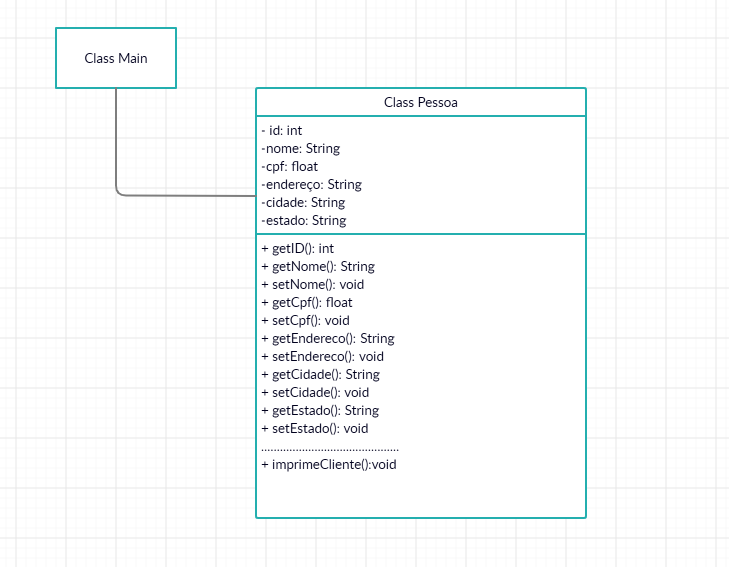 Class Main
Class Pessoa
- id: int
-nome: String
-cpf: float
-endereço: String
-cidade: String
-estado: String
+ getID(): int
+ getNome(): String
+ setNome(): void
+ getCpf(): float
+ setCpf(): void
+ getEndereco(): String
+ setEndereco(): void
+ getCidade(): String
+ setCidade(): void
+ getEstado(): String
+ setEstado(): void
............................................
+ imprimeCliente():void